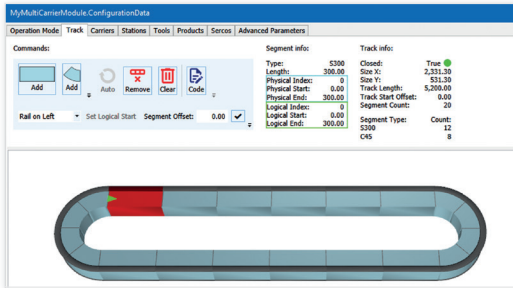 MyMultiCarrierModule.ConfigurationData
Operation Mode Track Carriers Stations Tools Products Sercos Advanced Parameters
Commands:
Add Add Auto Remove Clear Code
Rail on Left Set Logical Start Segment Offset: 0.00
Segment info:
Type: S300
Length: 300.00
Physical Index: 0
Physical Start: 0.00
Physical End: 300.00
Logical Index: 0
Logical Start: 0.00
Logical End: 300.00
Track info:
Closed: True
Size X: 2,331.30
Size Y: 531.30
Track Length: 5,200.00
Track Start Offset: 0.00
Segment Count: 20
Segment Type: Count:
S300 12
C45 8